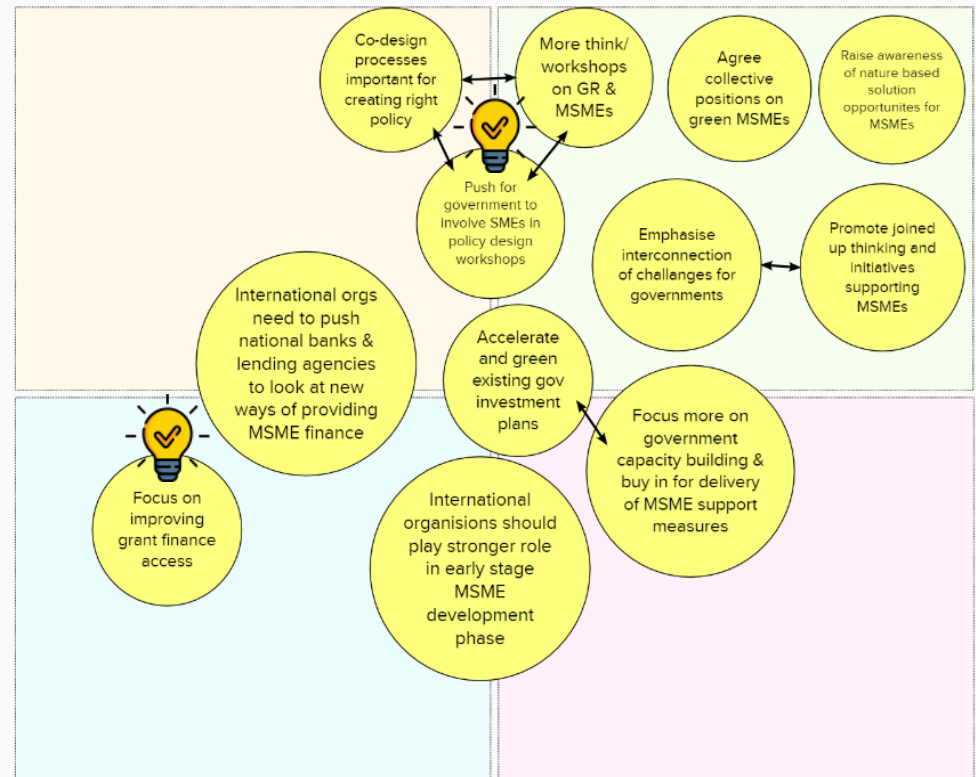 Co-design
processes
important for
creating right
policy
More think/
workshops
on GR &
MSMEs
Agree
collective
positions on
green MSMEs
Raise awareness
of nature based
solution
opportunites for
MSMEs
Push for
government to
involve SMEs in
policy design
workshops
Emphasise
interconnection
of challanges for
governments
Promote joined
up thinking and
initiatives
supporting
MSMEs
International orgs
need to push
national banks &
lending agencies
to look at new
ways of providing
MSME finance
Accelerate
and green
existing gov
investment
plans
Focus more on
government
capacity building &
buy in for delivery
of MSME support
measures
Focus on
improving
grant finance
access
International
organisions should
play stronger role
in early stage
MSME
development
phase